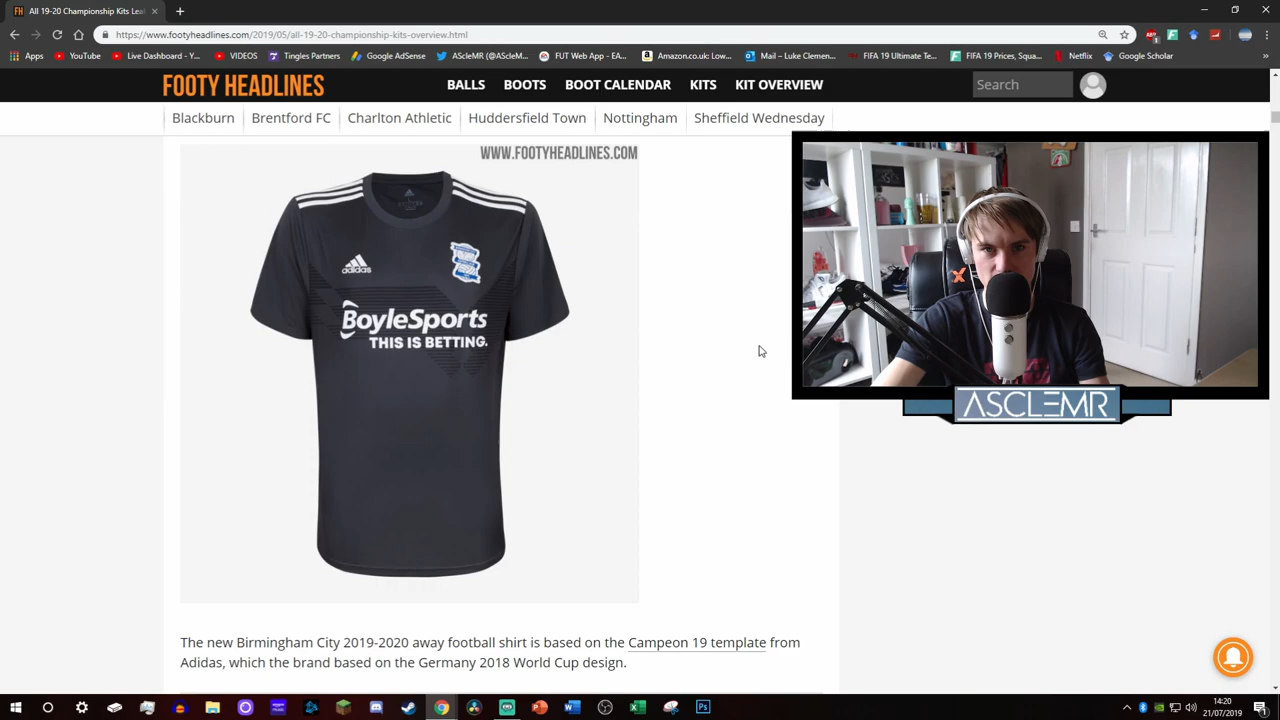 All 19-20 Championship Kits Leak
https://www.footyheadlines.com/2019/05/all-19-20-championship-kits-overview.html
Apps YouTube Live Dashboard - Y... VIDEOS Tingles Partners Google AdSense ASCleMR (@ASCleM... FUT Web App - EA... Amazon.co.uk: Low... Mail – Luke Clemen... FIFA 19 Ultimate Te... FIFA 19 Prices, Squa... Netflix Google Scholar »
FOOTY HEADLINES BALLS BOOTS BOOT CALENDAR KITS KIT OVERVIEW Search
Blackburn Brentford FC Charlton Athletic Huddersfield Town Nottingham Sheffield Wednesday
WWW.FOOTYHEADLINES.COM
adidas
BoyleSports
THIS IS BETTING.
ASCLEMR
The new Birmingham City 2019-2020 away football shirt is based on the Campeon 19 template from
Adidas, which the brand based on the Germany 2018 World Cup design.
14:20
21/07/2019